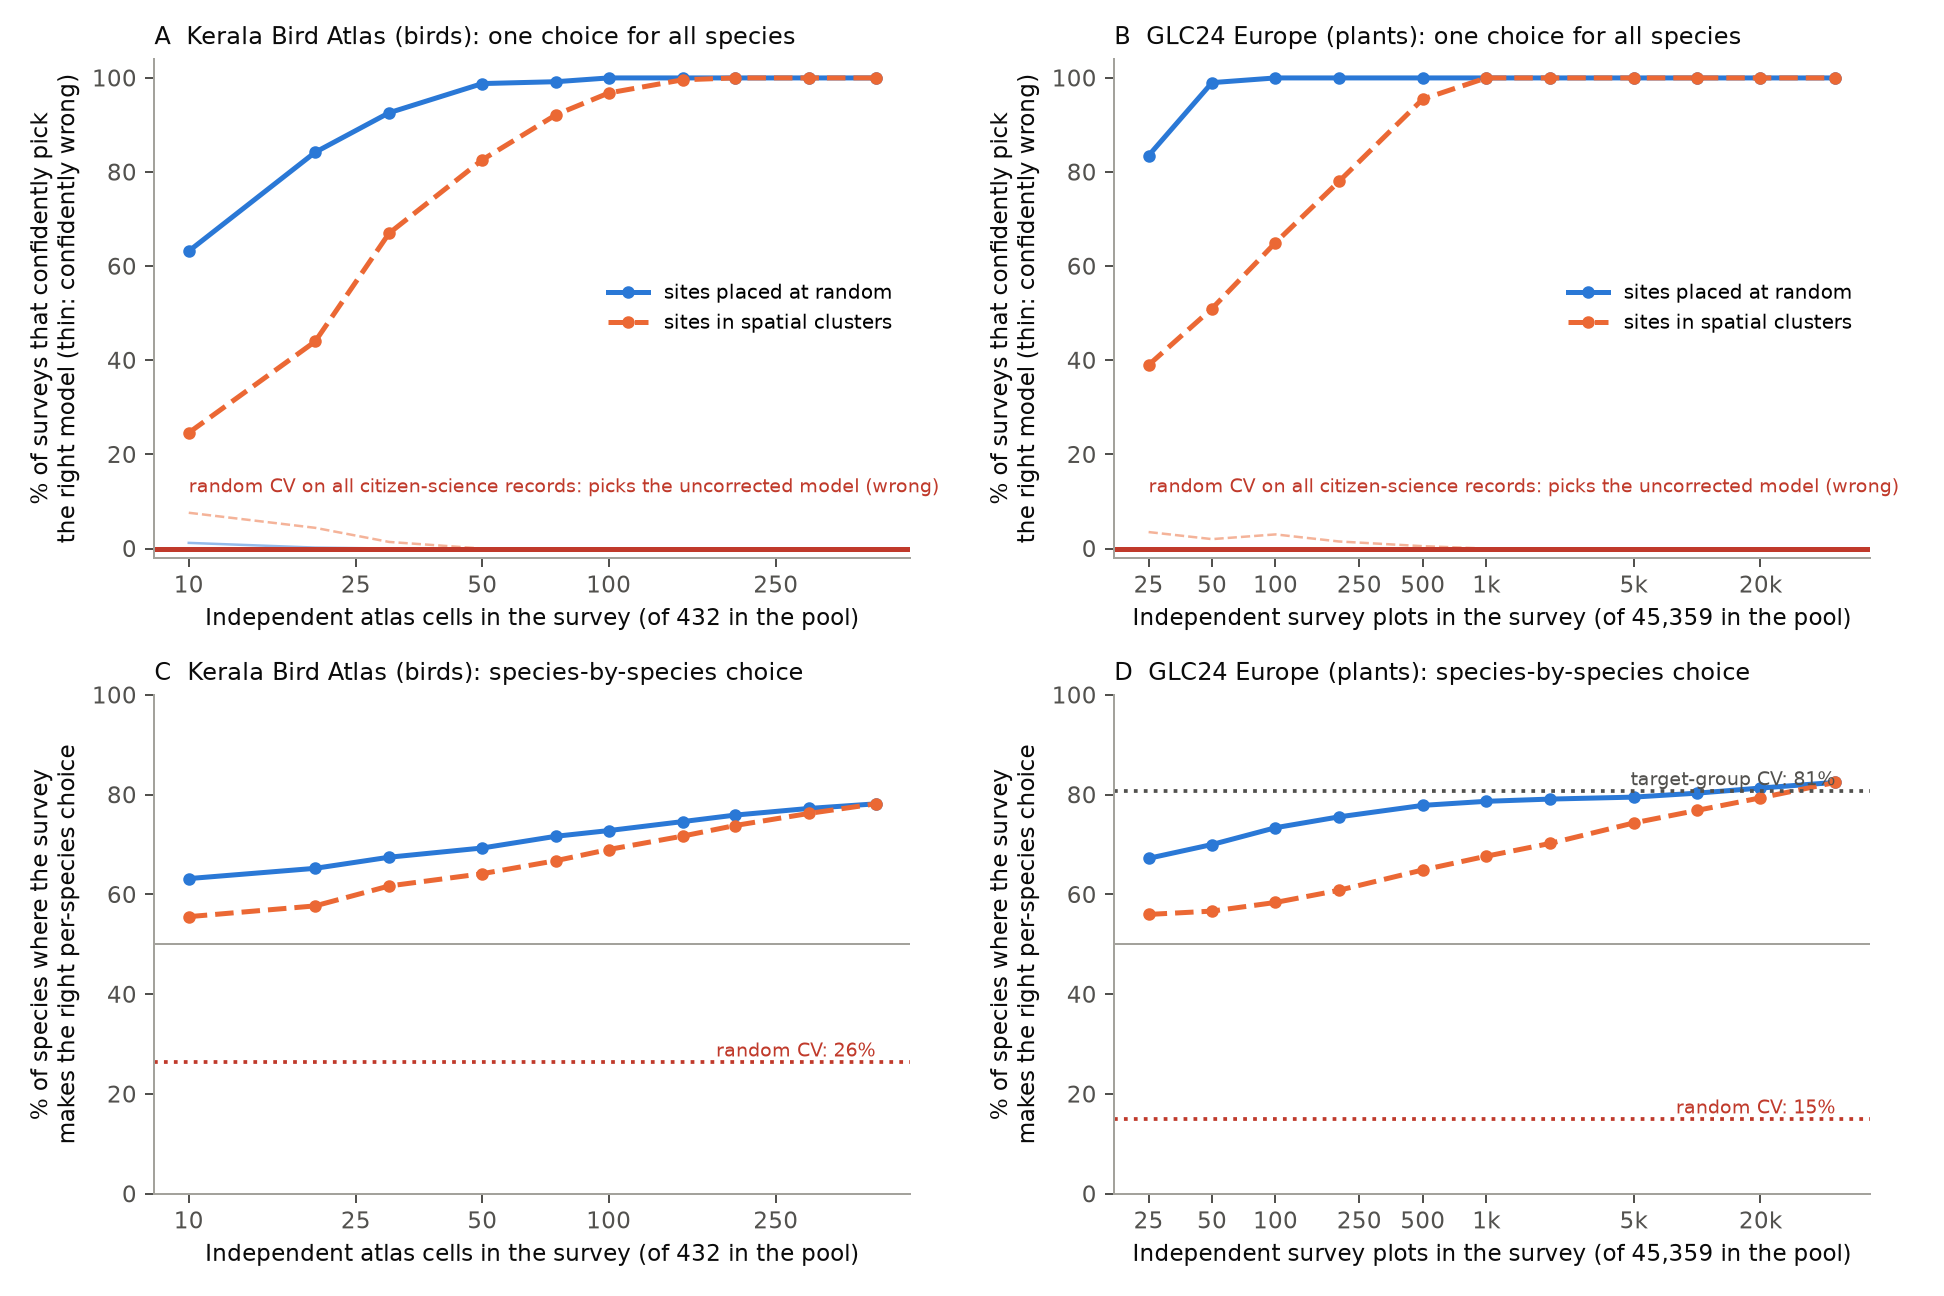 A Kerala Bird Atlas (birds): one choice for all species
% of surveys that confidently pick
the right model (thin: confidently wrong)
100
80
60
40
20
0
sites placed at random
sites in spatial clusters
random CV on all citizen-science records: picks the uncorrected model (wrong)
10 25 50 100 250
Independent atlas cells in the survey (of 432 in the pool)
B GLC24 Europe (plants): one choice for all species
% of surveys that confidently pick
the right model (thin: confidently wrong)
100
80
60
40
20
0
sites placed at random
sites in spatial clusters
random CV on all citizen-science records: picks the uncorrected model (wrong)
25 50 100 250 500 1k 5k 20k
Independent survey plots in the survey (of 45,359 in the pool)
C Kerala Bird Atlas (birds): species-by-species choice
% of species where the survey
makes the right per-species choice
100
80
60
40
20
0
random CV: 26%
10 25 50 100 250
Independent atlas cells in the survey (of 432 in the pool)
D GLC24 Europe (plants): species-by-species choice
% of species where the survey
makes the right per-species choice
100
80
60
40
20
0
target-group CV: 81%
random CV: 15%
25 50 100 250 500 1k 5k 20k
Independent survey plots in the survey (of 45,359 in the pool)